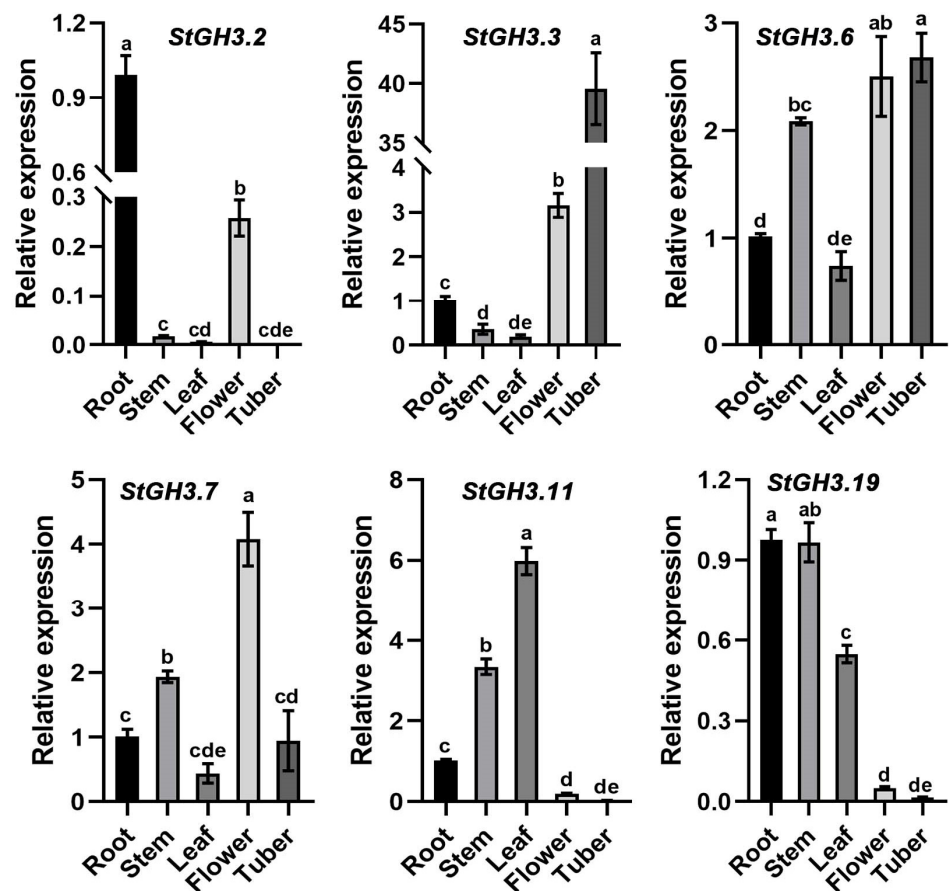 StGH3.2
Relative expression
1.2
0.9
0.6
0.3
0.2
0.1
0.0
a
c
cd
b
cde
Root
Stem
Leaf
Flower
Tuber
StGH3.3
Relative expression
45
40
35
4
3
2
1
0
c
d
de
b
a
Root
Stem
Leaf
Flower
Tuber
StGH3.6
Relative expression
3
2
1
0
d
bc
de
ab
a
Root
Stem
Leaf
Flower
Tuber
StGH3.7
Relative expression
5
4
3
2
1
0
c
b
cde
a
cd
Root
Stem
Leaf
Flower
Tuber
StGH3.11
Relative expression
8
6
4
2
0
c
b
a
d
de
Root
Stem
Leaf
Flower
Tuber
StGH3.19
Relative expression
1.2
0.9
0.6
0.3
0.0
a
ab
c
d
de
Root
Stem
Leaf
Flower
Tuber